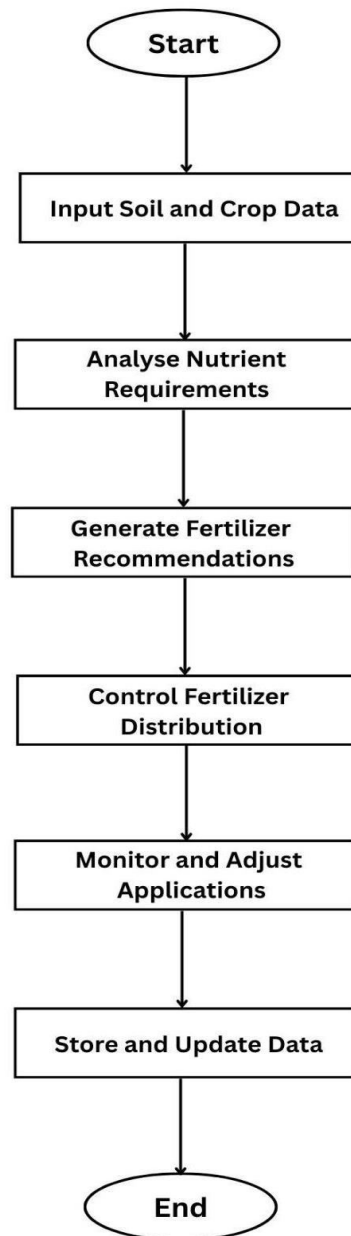 Start
Input Soil and Crop Data
Analyse Nutrient
Requirements
Generate Fertilizer
Recommendations
Control Fertilizer
Distribution
Monitor and Adjust
Applications
Store and Update Data
End